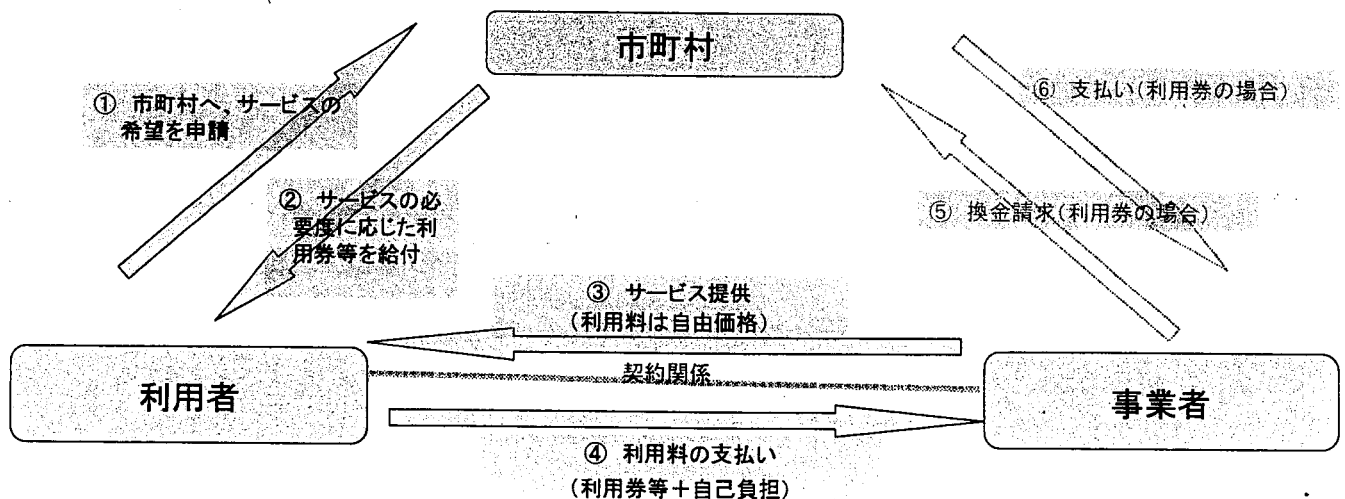 市町村
① 市町村へ、サービスの
希望を申請
⑥ 支払い(利用券の場合)
② サービスの必
要度に応じた利
用券等を給付
⑤ 換金請求(利用券の場合)
③ サービス提供
(利用料は自由価格)
契約関係
利用者
事業者
④ 利用料の支払い
(利用券等+自己負担)